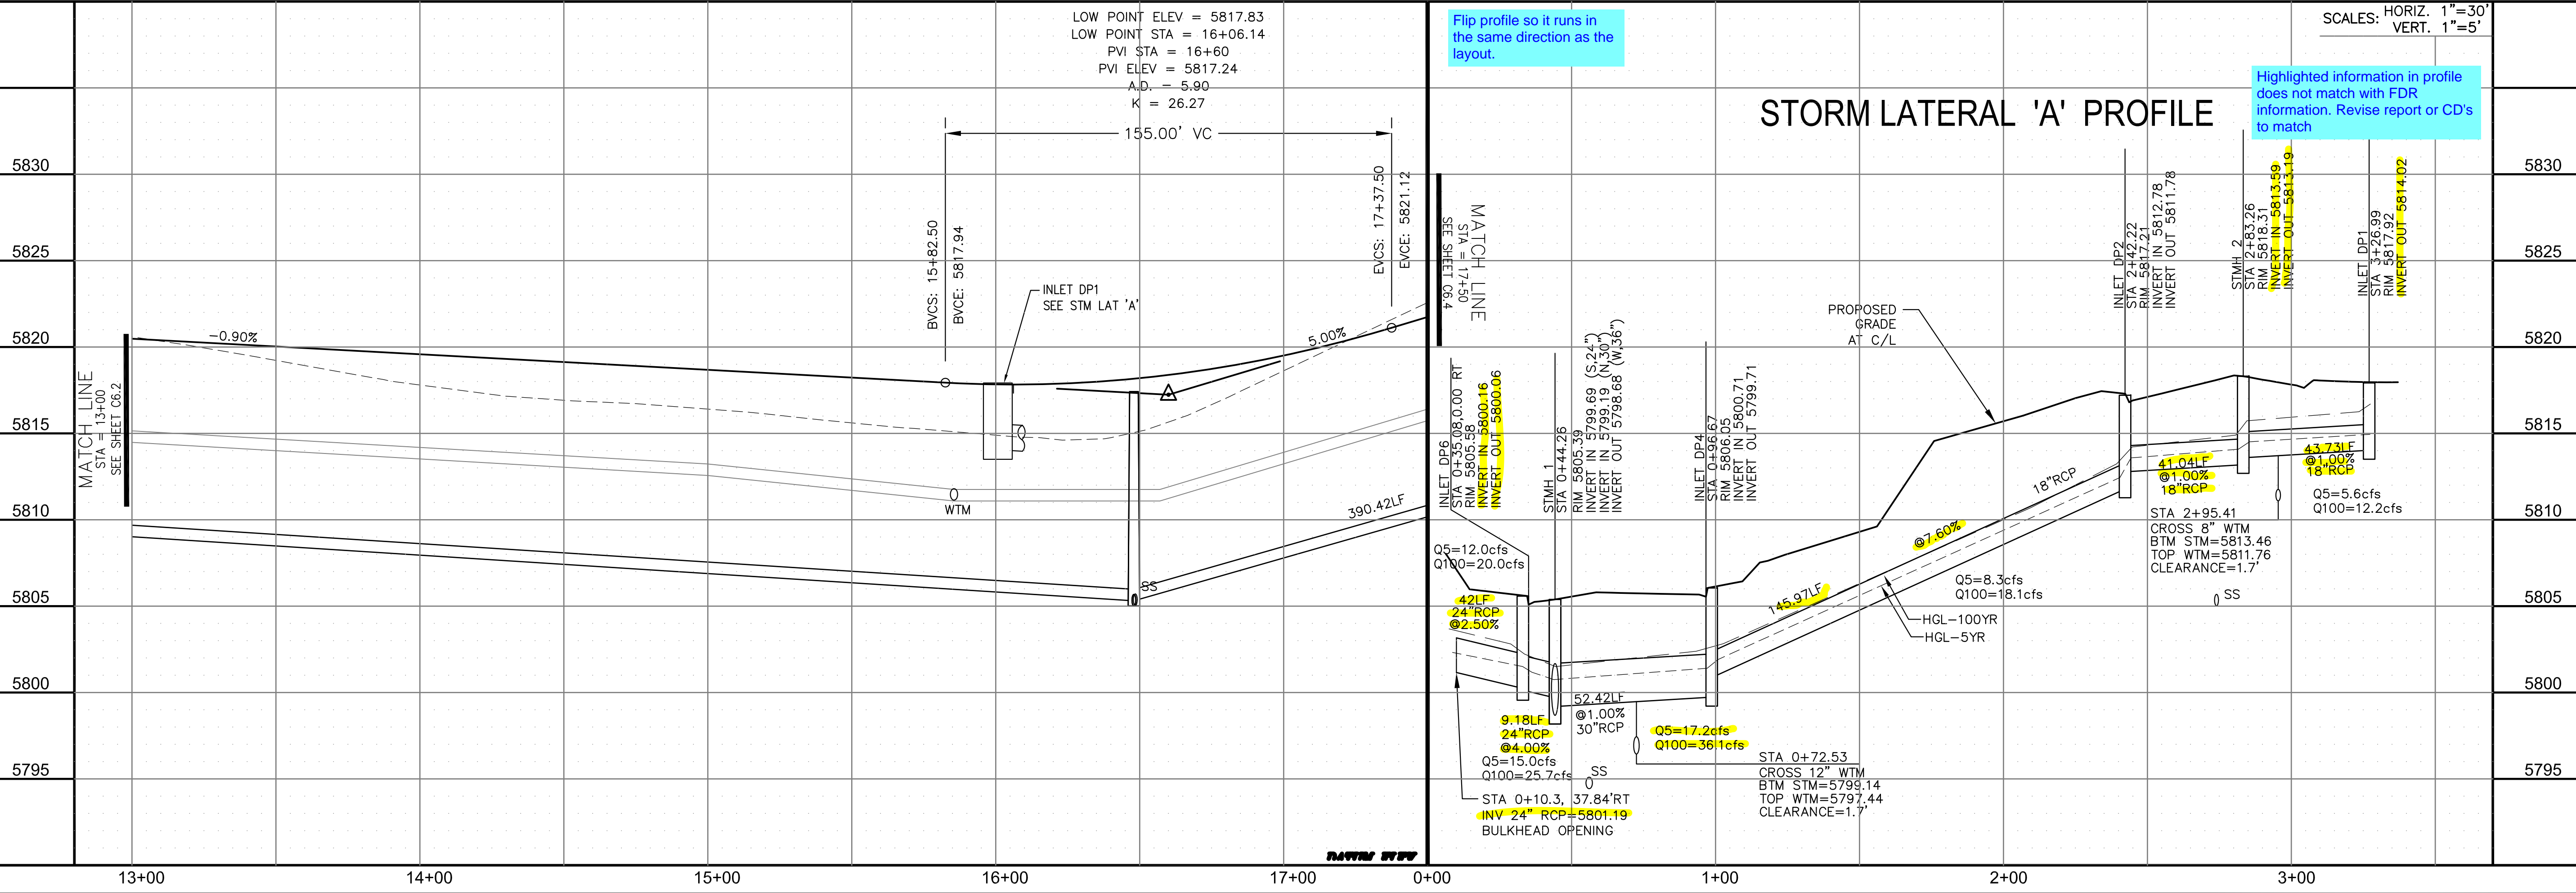 LOW POINT ELEV = 5817.83
LOW POINT STA = 16+06.14
PVI STA = 16+60
PVI ELEV = 5817.24
A.D. = 5.90
K = 26.27
155.00' VC
BVCS: 15+82.50
BVCE: 5817.94
EVCS: 17+37.50
EVCE: 5821.12
INLET DP1
SEE STM LAT 'A'
-0.90%
5.00%
MATCH LINE
STA = 13+00
SEE SHEET C6.2
WTM
SS
390.42LF
5830
5825
5820
5815
5810
5805
5800
5795
13+00
14+00
15+00
16+00
17+00
MATCH LINE
STA = 17+50
SEE SHEET C6.4
Flip profile so it runs in
the same direction as the
layout.
SCALES: HORIZ. 1"=30'
VERT. 1"=5'
Highlighted information in profile
does not match with FDR
information. Revise report or CD's
to match
STORM LATERAL 'A' PROFILE
INLET DP6
STA 0+35.08,0.00 RT
RIM 5805.58
INVERT IN 5800.16
INVERT OUT 5800.06
STMH 1
STA 0+44.26
RIM 5805.39
INVERT IN 5799.69 (S,24")
INVERT IN 5799.19 (N,30")
INVERT OUT 5798.68 (W,36")
INLET DP4
STA 0+96.67
RIM 5806.05
INVERT IN 5800.71
INVERT OUT 5799.71
PROPOSED
GRADE
AT C/L
INLET DP2
STA 2+42.22
RIM 5817.21
INVERT IN 5812.78
INVERT OUT 5811.78
STMH 2
STA 2+83.26
RIM 5818.31
INVERT IN 5813.59
INVERT OUT 5813.19
INLET DP1
STA 3+26.99
RIM 5817.92
INVERT OUT 5814.02
Q5=12.0cfs
Q100=20.0cfs
42LF
24"RCP
@2.50%
9.18LF
24"RCP
@4.00%
Q5=15.0cfs
Q100=25.7cfs
SS
STA 0+10.3, 37.84'RT
INV 24" RCP=5801.19
BULKHEAD OPENING
52.42LF
@1.00%
30"RCP
Q5=17.2cfs
Q100=36.1cfs
STA 0+72.53
CROSS 12" WTM
BTM STM=5799.14
TOP WTM=5797.44
CLEARANCE=1.7'
145.97LF
@7.60%
18"RCP
Q5=8.3cfs
Q100=18.1cfs
HGL-100YR
HGL-5YR
41.04LF
@1.00%
18"RCP
STA 2+95.41
CROSS 8" WTM
BTM STM=5813.46
TOP WTM=5811.76
CLEARANCE=1.7'
SS
43.73LF
@1.00%
18"RCP
Q5=5.6cfs
Q100=12.2cfs
5830
5825
5820
5815
5810
5805
5800
5795
0+00
1+00
2+00
3+00